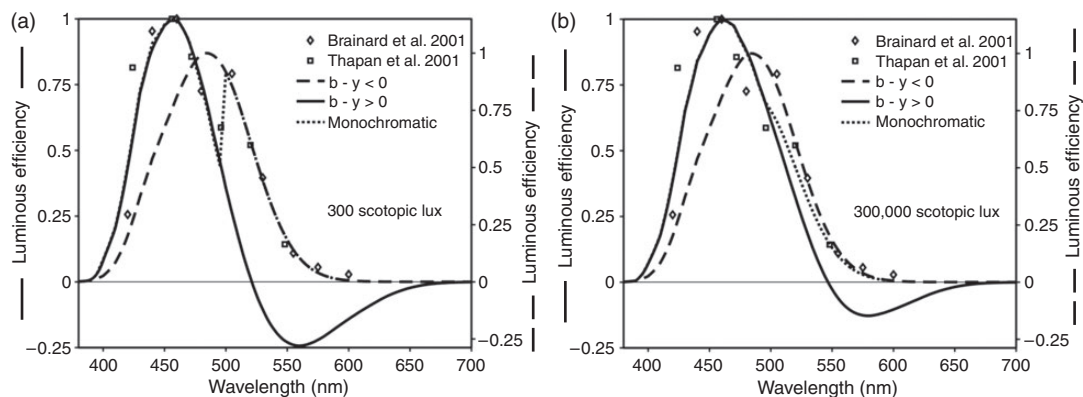 (a)
1
0.75
0.5
0.25
0
−0.25
Luminous efficiency
Brainard et al. 2001
Thapan et al. 2001
b - y < 0
b - y > 0
Monochromatic
300 scotopic lux
1
0.75
0.5
0.25
0
−0.25
Luminous efficiency
400 450 500 550 600 650 700
Wavelength (nm)
(b)
1
0.75
0.5
0.25
0
−0.25
Luminous efficiency
Brainard et al. 2001
Thapan et al. 2001
b - y < 0
b - y > 0
Monochromatic
300,000 scotopic lux
1
0.75
0.5
0.25
0
−0.25
Luminous efficiency
400 450 500 550 600 650 700
Wavelength (nm)